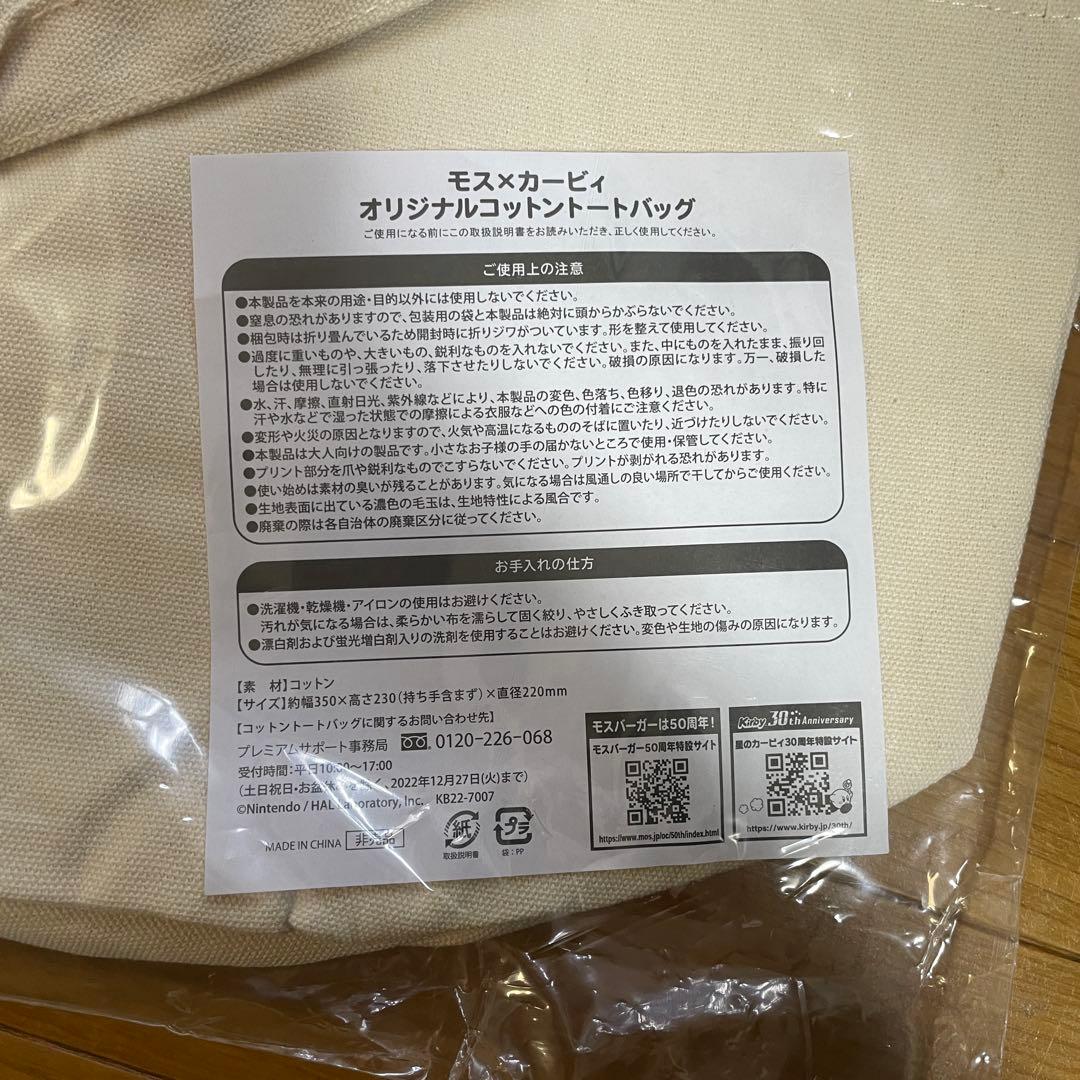 モス×カービィ
オリジナルコットントートバッグ
ご使用になる前にこの取扱説明書をお読みいただき、正しく使用してください。
ご使用上の注意
●本製品を本来の用途・目的以外には使用しないでください。
●窒息の恐れがありますので、包装用の袋と本製品は絶対に頭からかぶらないでください。
●梱包時は折り畳んでいるため開封時に折りジワがついています。形を整えて使用してください。
●過度に重いものや、大きいもの、鋭利なものを入れないでください。また、中にものを入れたまま、振り回
したり、無理に引っ張ったり、落下させたりしないでください。破損の原因になります。万一、破損した
場合は使用しないでください。
●水、汗、摩擦、直射日光、紫外線などにより、本製品の変色、色落ち、色移り、退色の恐れがあります。特に
汗や水などで湿った状態での摩擦による衣服などへの色の付着にご注意ください。
●変形や火災の原因となりますので、火気や高温になるもののそばに置いたり、近づけたりしないでください。
●本製品は大人向けの製品です。小さなお子様の手の届かないところで使用・保管してください。
●プリント部分を爪や鋭利なものでこすらないでください。プリントが剥がれる恐れがあります。
●使い始めは素材の臭いが残ることがあります。気になる場合は風通しの良い場所で干してからご使用ください。
●生地表面に出ている濃色の毛玉は、生地特性による風合です。
●廃棄の際は各自治体の廃棄区分に従ってください。
お手入れの仕方
●洗濯機・乾燥機・アイロンの使用はお避けください。
汚れが気になる場合は、柔らかい布を濡らして固く絞り、やさしくふき取ってください。
●漂白剤および蛍光増白剤入りの洗剤を使用することはお避けください。変色や生地の傷みの原因になります。
【素 材】コットン
【サイズ】約幅350×高さ230(持ち手含まず)×直径220mm
【コットントートバッグに関するお問い合わせ先】
プレミアムサポート事務局 0120-226-068
受付時間:平日10:00〜17:00
(土日祝日・お盆休 2022年12月27日(火)まで)
©Nintendo / HAL Laboratory, Inc. KB22-7007
MADE IN CHINA 非売品
紙
取扱説明書
プラ
袋:PP
モスバーガーは50周年!
モスバーガー50周年特設サイト
https://www.mos.jp/oc/50th/index.html
Kirby 30th Anniversary
星のカービィ30周年特設サイト
https://www.kirby.jp/30th/